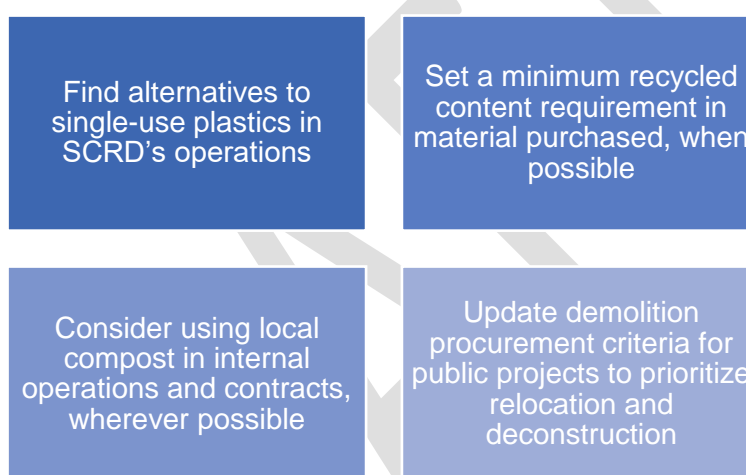 Find alternatives to
single-use plastics in
SCRD's operations
Set a minimum recycled
content requirement in
material purchased, when
possible
Consider using local
compost in internal
operations and contracts,
wherever possible
Update demolition
procurement criteria for
public projects to prioritize
relocation and
deconstruction